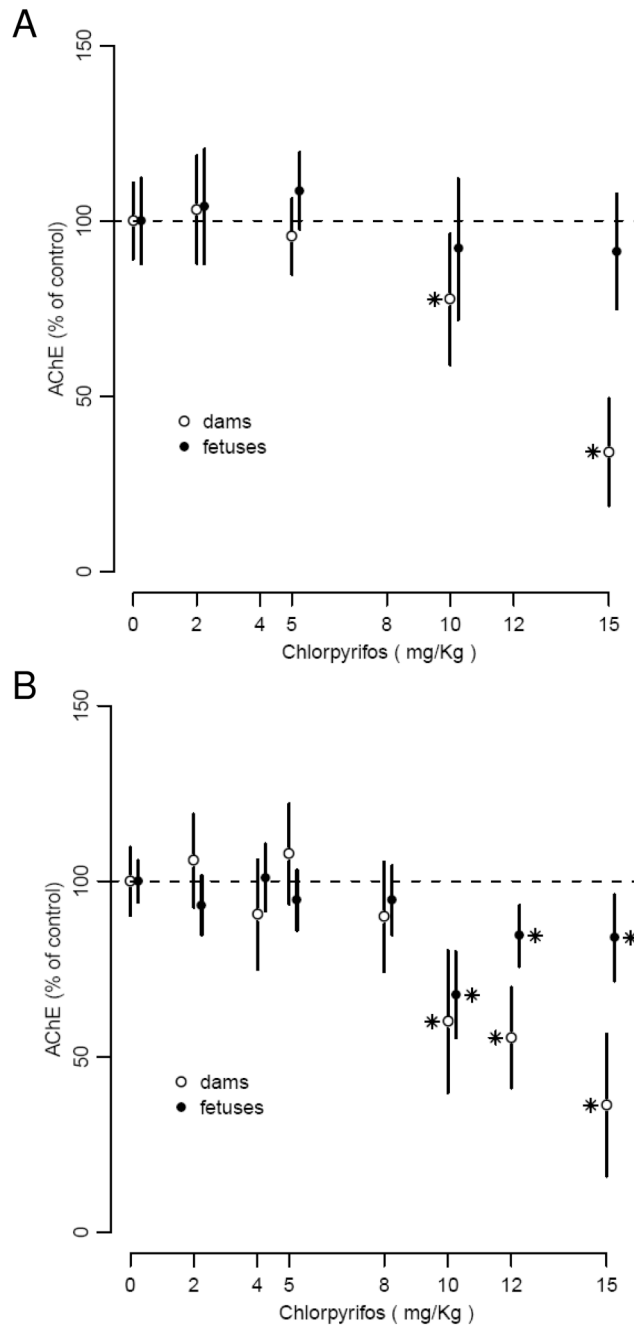 A
150
100
50
0
AChE (% of control)
dams
fetuses
0 2 4 5 8 10 12 15
Chlorpyrifos ( mg/Kg )
B
150
100
50
0
AChE (% of control)
dams
fetuses
0 2 4 5 8 10 12 15
Chlorpyrifos ( mg/Kg )